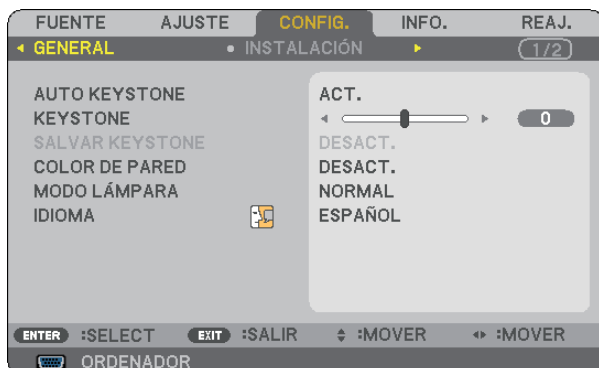 FUENTE AJUSTE CONFIG. INFO. REAJ.
GENERAL • INSTALACIÓN 1/2
AUTO KEYSTONE ACT.
KEYSTONE 0
SALVAR KEYSTONE DESACT.
COLOR DE PARED DESACT.
MODO LÁMPARA NORMAL
IDIOMA ESPAÑOL
ENTER :SELECT EXIT :SALIR :MOVER :MOVER
ORDENADOR